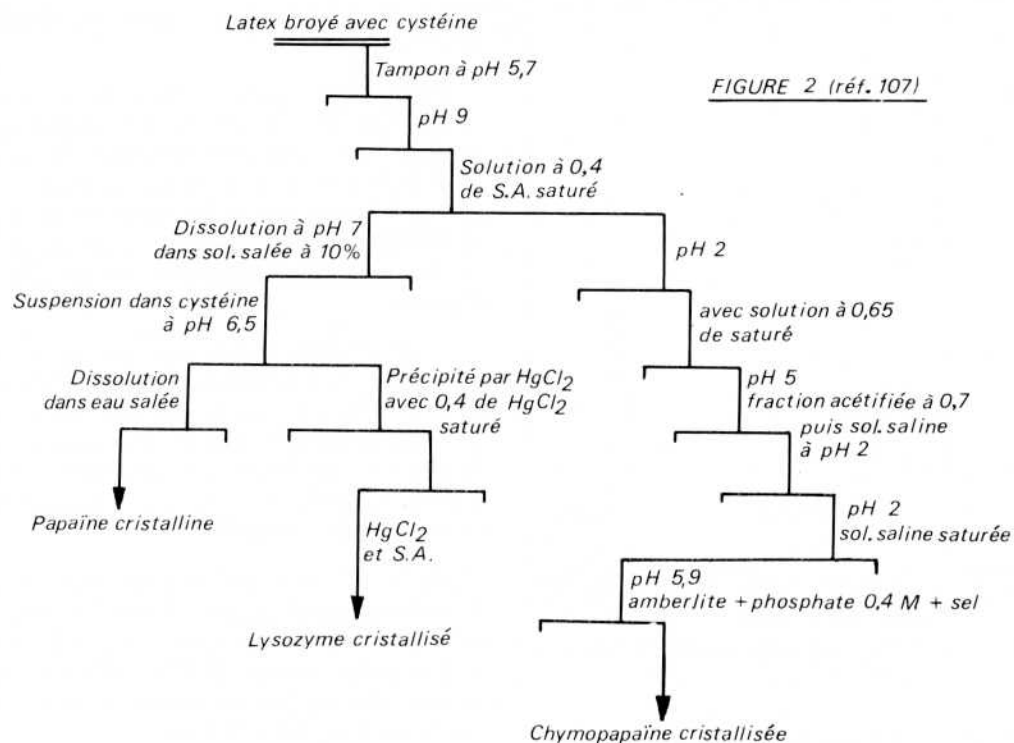 Latex broyé avec cystéine
Tampon à pH 5,7
FIGURE 2 (réf. 107)
pH 9
Solution à 0,4
de S.A. saturé
Dissolution à pH 7
dans sol. salée à 10%
pH 2
Suspension dans cystéine
à pH 6,5
avec solution à 0,65
de saturé
Dissolution
dans eau salée
Précipité par HgCl2
avec 0,4 de HgCl2
saturé
pH 5
fraction acétifiée à 0,7
puis sol. saline
à pH 2
Papaïne cristalline
HgCl2
et S.A.
pH 2
sol. saline saturée
pH 5,9
amberlite + phosphate 0,4 M + sel
Lysozyme cristallisé
Chymopapaïne cristallisée